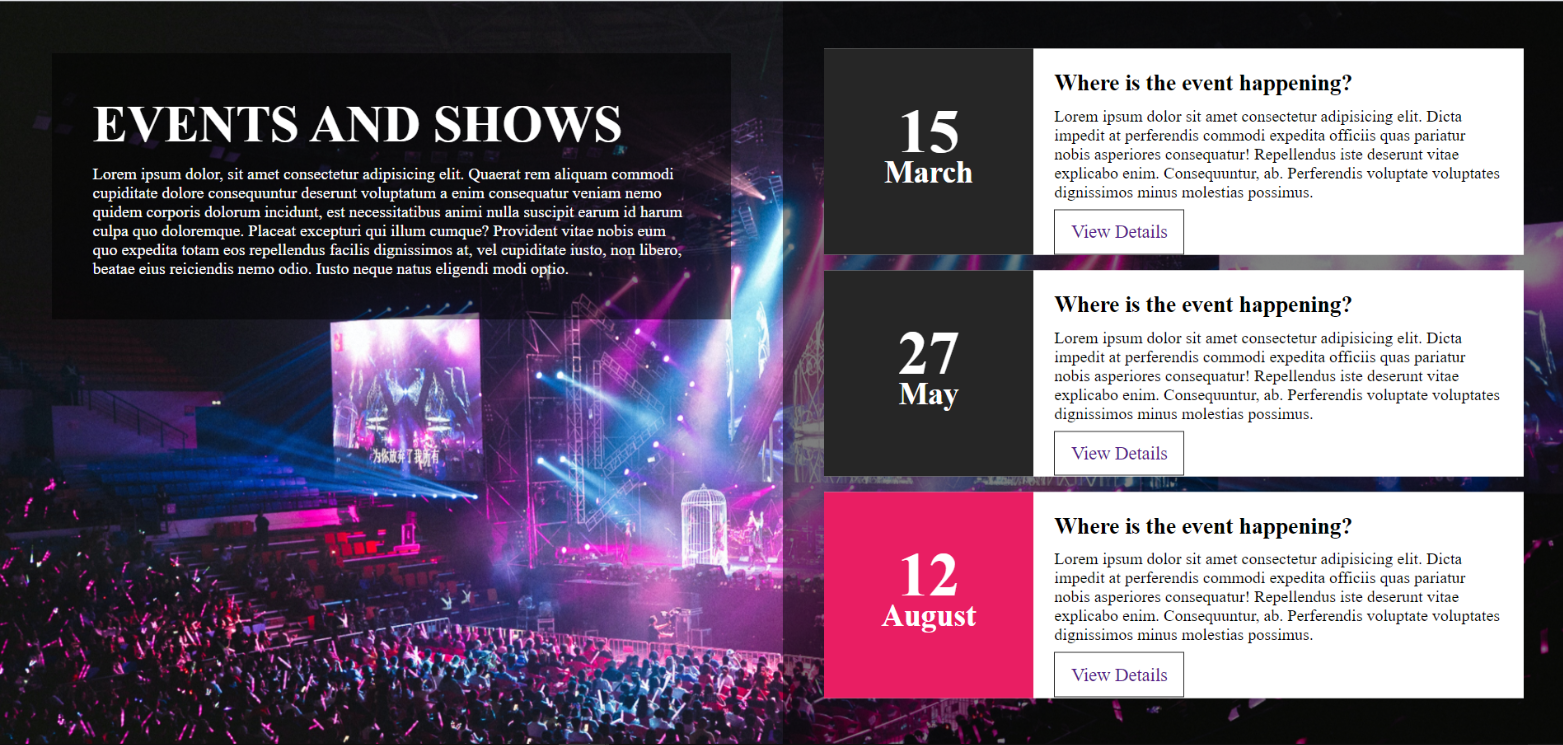 EVENTS AND SHOWS
Lorem ipsum dolor, sit amet consectetur adipisicing elit. Quaerat rem aliquam commodi
cupiditate dolore consequuntur deserunt voluptatum a enim consequatur veniam nemo
quidem corporis dolorum incidunt, est necessitatibus animi nulla suscipit earum id harum
culpa quo doloremque. Placeat excepturi qui illum cumque? Provident vitae nobis eum
quo expedita totam eos repellendus facilis dignissimos at, vel cupiditate iusto, non libero,
beatae eius reiciendis nemo odio. Iusto neque natus eligendi modi optio.
为你放弃了我所有
15
March
Where is the event happening?
Lorem ipsum dolor sit amet consectetur adipisicing elit. Dicta
impedit at perferendis commodi expedita officiis quas pariatur
nobis asperiores consequatur! Repellendus iste deserunt vitae
explicabo enim. Consequuntur, ab. Perferendis voluptate voluptates
dignissimos minus molestias possimus.
View Details
27
May
Where is the event happening?
Lorem ipsum dolor sit amet consectetur adipisicing elit. Dicta
impedit at perferendis commodi expedita officiis quas pariatur
nobis asperiores consequatur! Repellendus iste deserunt vitae
explicabo enim. Consequuntur, ab. Perferendis voluptate voluptates
dignissimos minus molestias possimus.
View Details
12
August
Where is the event happening?
Lorem ipsum dolor sit amet consectetur adipisicing elit. Dicta
impedit at perferendis commodi expedita officiis quas pariatur
nobis asperiores consequatur! Repellendus iste deserunt vitae
explicabo enim. Consequuntur, ab. Perferendis voluptate voluptates
dignissimos minus molestias possimus.
View Details